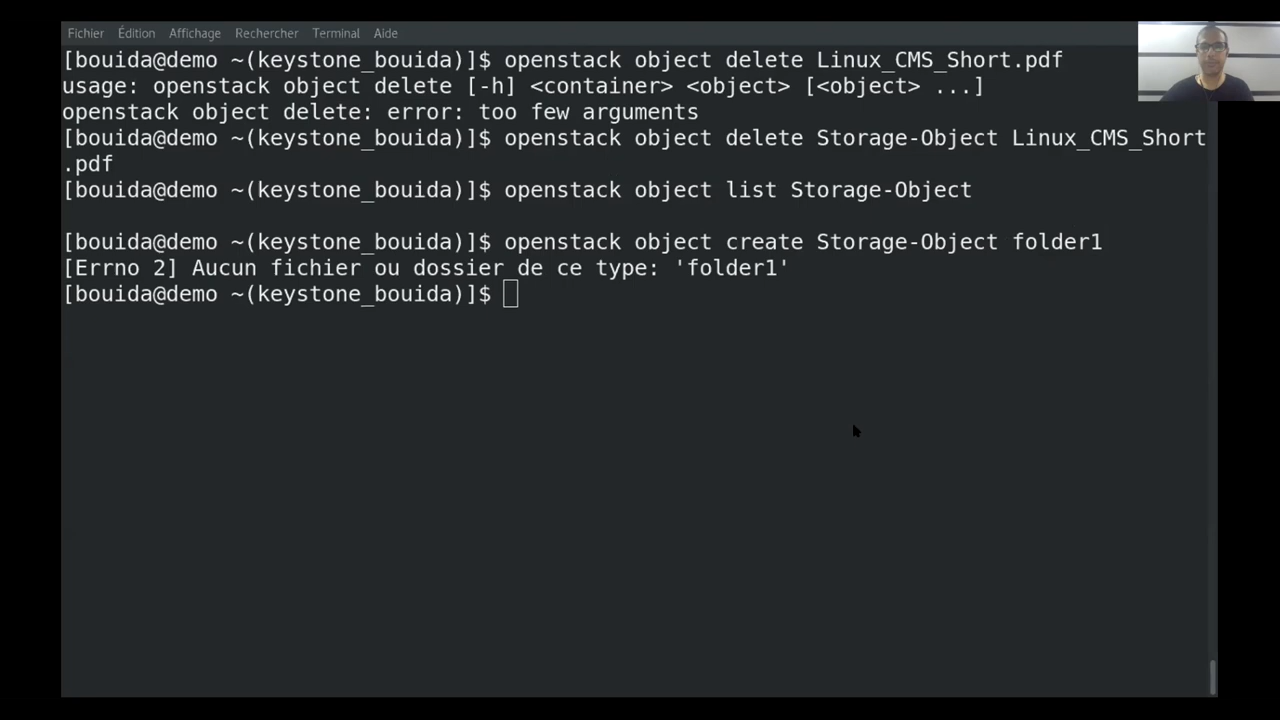 Fichier Édition Affichage Rechercher Terminal Aide
[bouida@demo ~(keystone_bouida)]$ openstack object delete Linux_CMS_Short.pdf
usage: openstack object delete [-h] <container> <object> [<object> ...]
openstack object delete: error: too few arguments
[bouida@demo ~(keystone_bouida)]$ openstack object delete Storage-Object Linux_CMS_Short
.pdf
[bouida@demo ~(keystone_bouida)]$ openstack object list Storage-Object
[bouida@demo ~(keystone_bouida)]$ openstack object create Storage-Object folder1
[Errno 2] Aucun fichier ou dossier de ce type: 'folder1'
[bouida@demo ~(keystone_bouida)]$